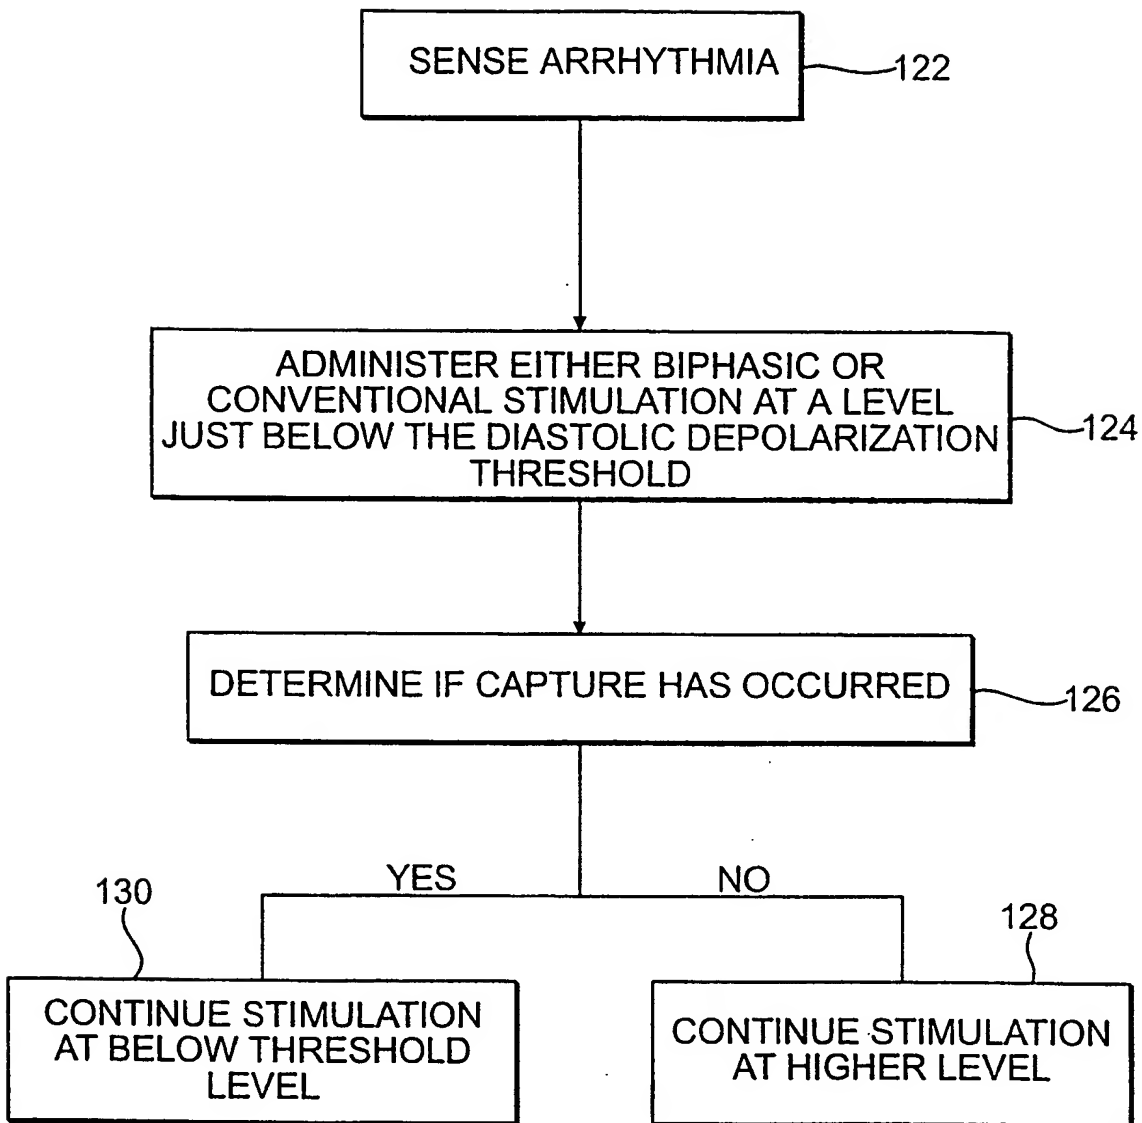 SENSE ARRHYTHMIA
122
ADMINISTER EITHER BIPHASIC OR
CONVENTIONAL STIMULATION AT A LEVEL
JUST BELOW THE DIASTOLIC DEPOLARIZATION
THRESHOLD
124
DETERMINE IF CAPTURE HAS OCCURRED
126
YES
NO
130
128
CONTINUE STIMULATION
AT BELOW THRESHOLD
LEVEL
CONTINUE STIMULATION
AT HIGHER LEVEL